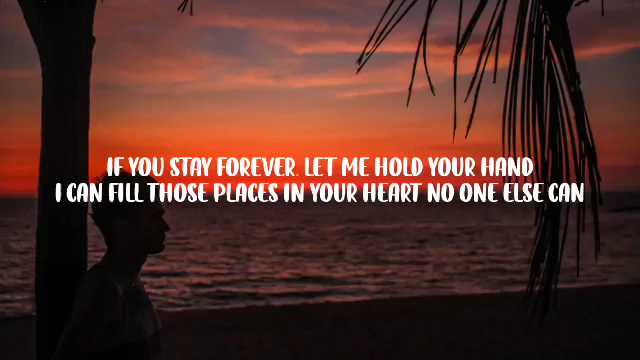 IF YOU STAY FOREVER. LET ME HOLD YOUR HAND
I CAN FILL THOSE PLACES IN YOUR HEART NO ONE ELSE CAN